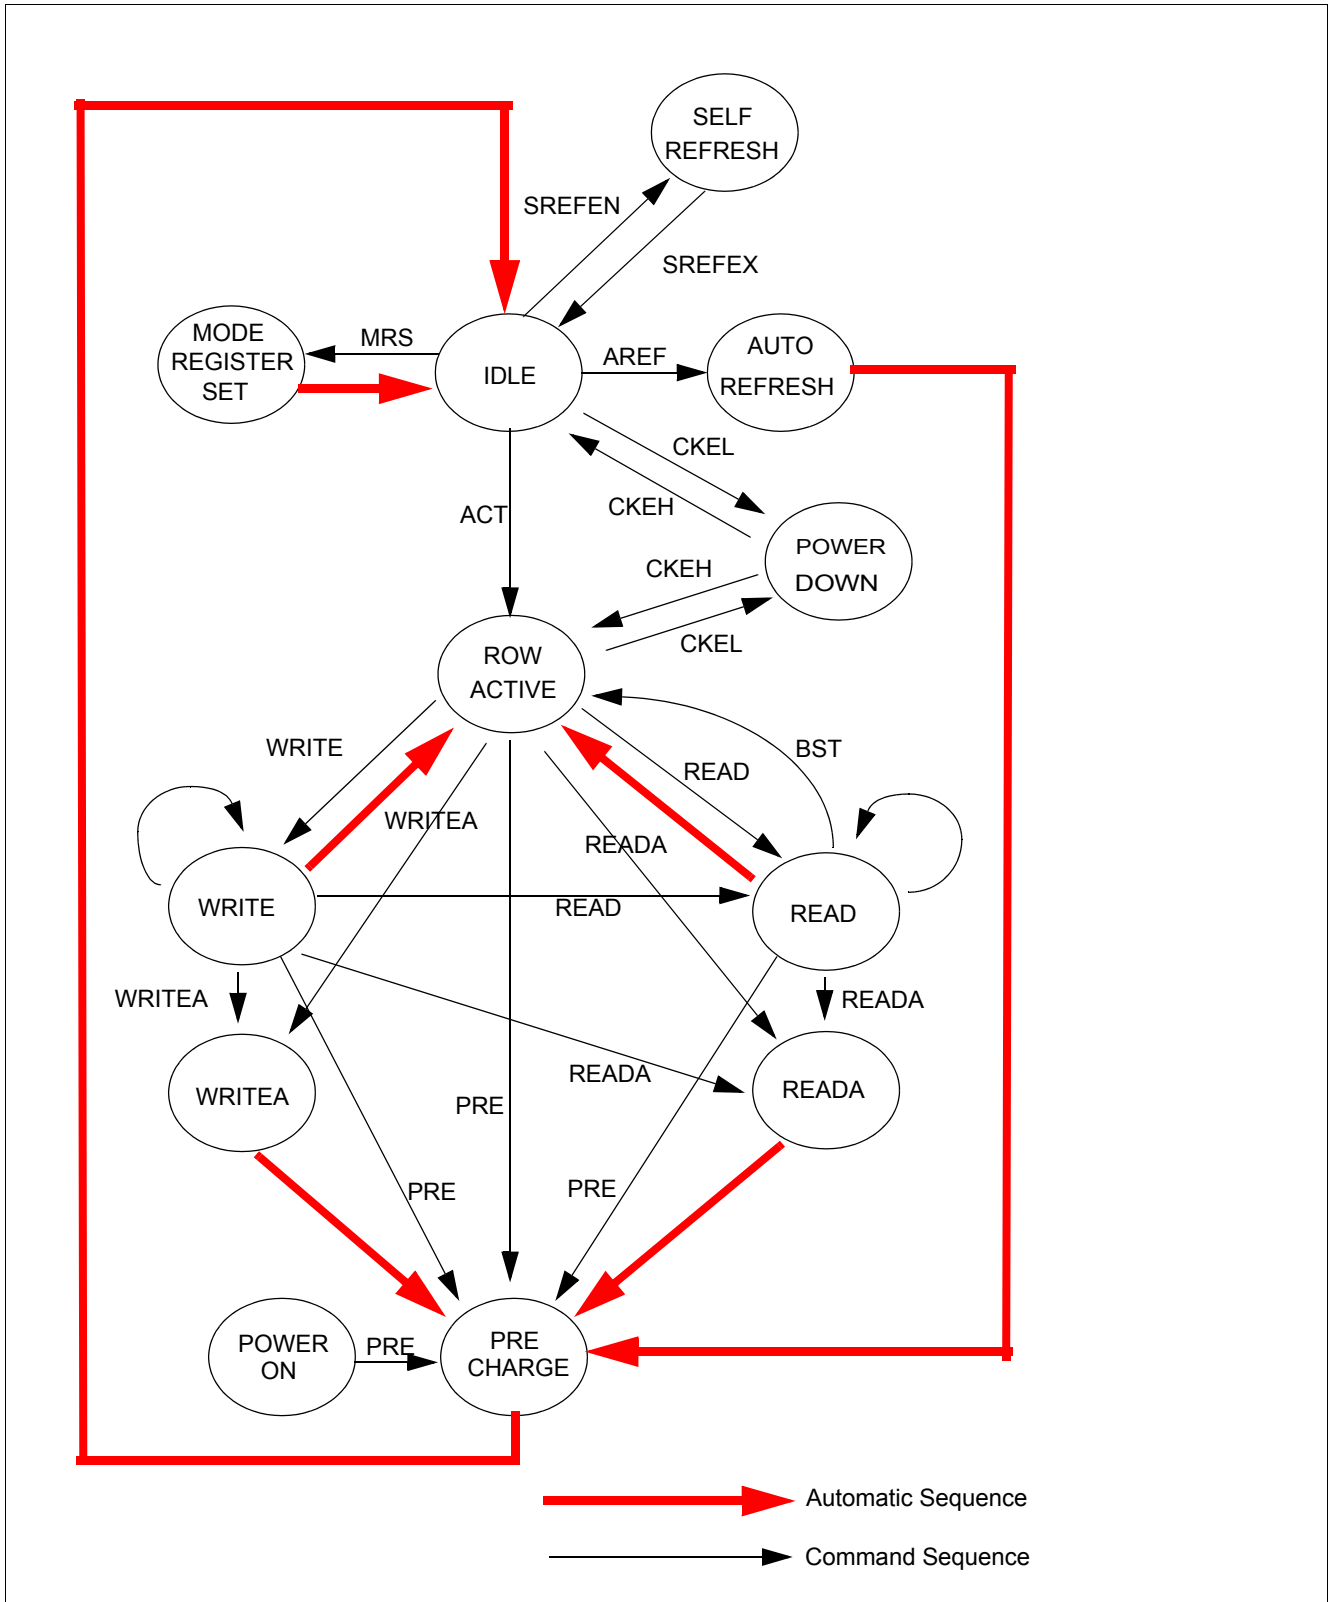 SELF
REFRESH
SREFEN
SREFEX
MODE
REGISTER
SET
MRS
IDLE
AREF
AUTO
REFRESH
CKEL
CKEH
ACT
POWER
DOWN
CKEH
CKEL
ROW
ACTIVE
WRITE
BST
READ
WRITEA
READA
WRITE
READ
READ
WRITEA
READA
READA
WRITEA
READA
PRE
PRE
PRE
POWER
ON
PRE
PRE
CHARGE
Automatic Sequence
Command Sequence